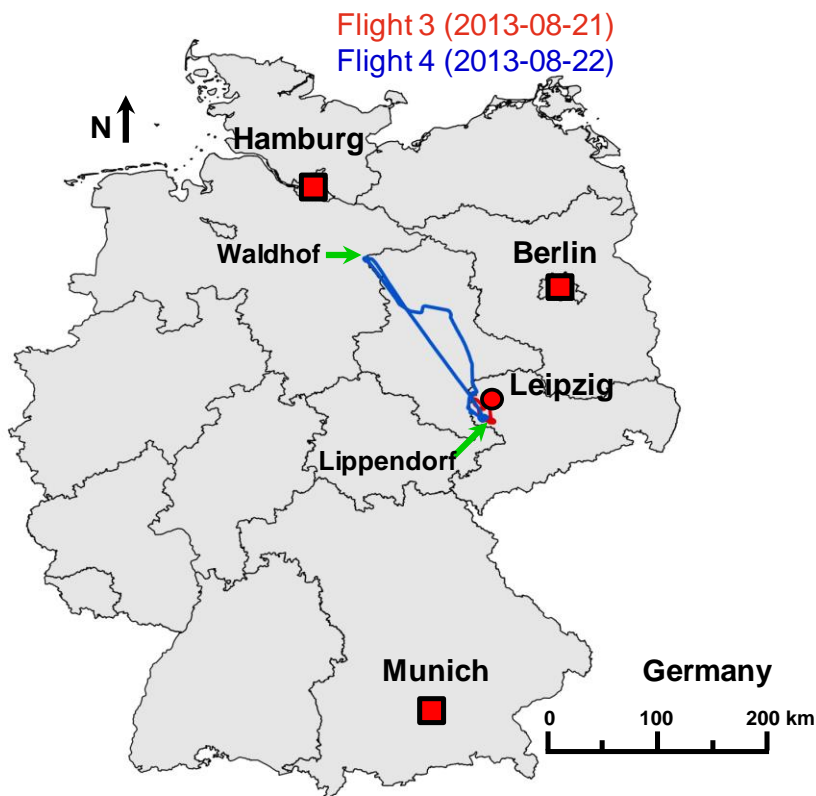 Flight 3 (2013-08-21)
Flight 4 (2013-08-22)
N
Hamburg
Waldhof
Berlin
Leipzig
Lippendorf
Munich
Germany
0 100 200 km